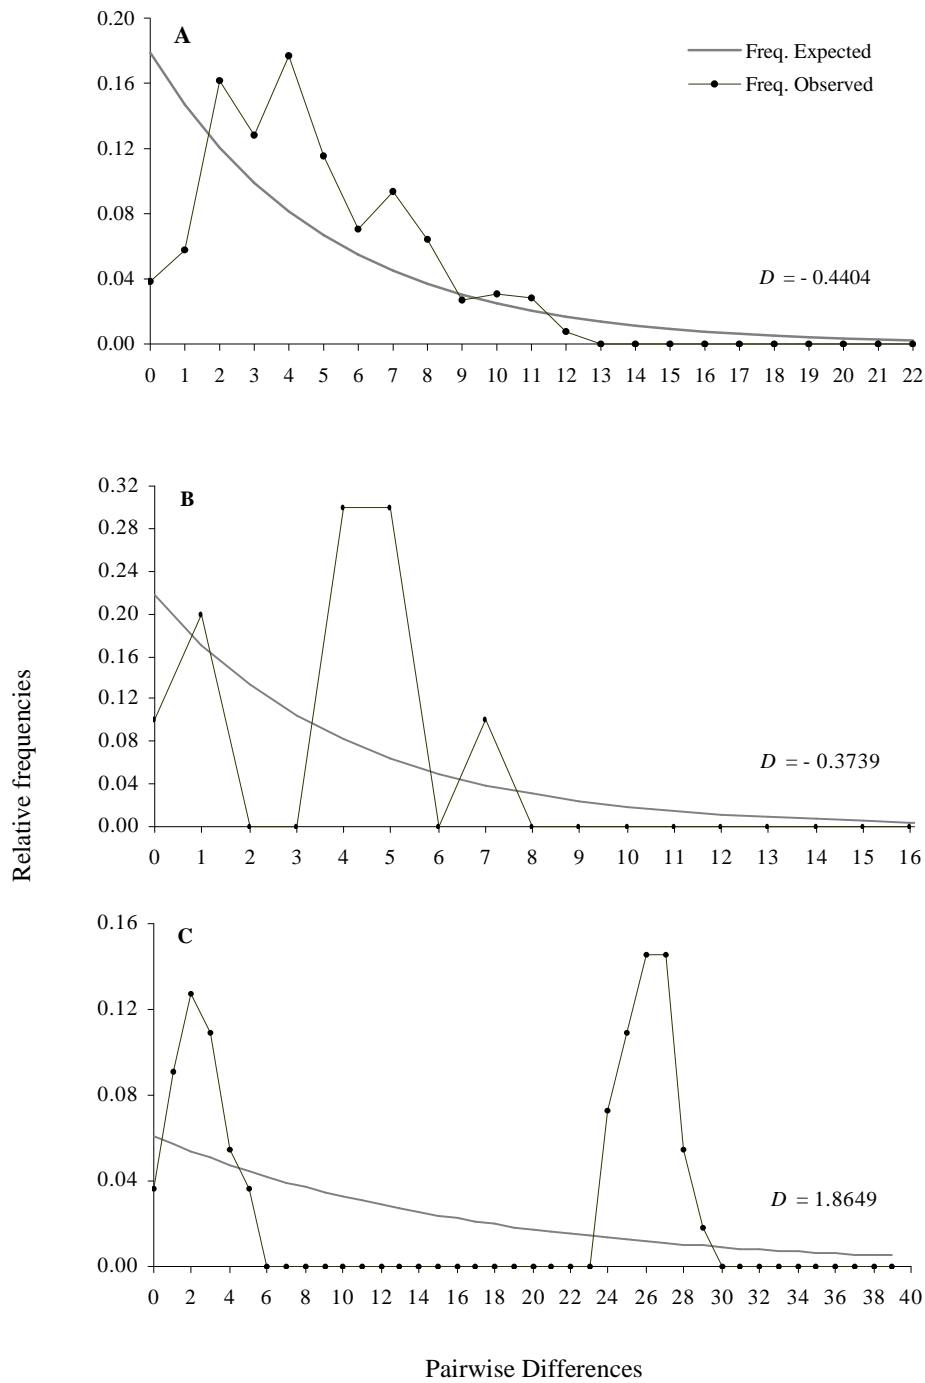 0.20
A
Freq. Expected
0.16
Freq. Observed
0.12
0.08
0.04
D = - 0.4404
0.00
0 1 2 3 4 5 6 7 8 9 10 11 12 13 14 15 16 17 18 19 20 21 22
0.32
B
0.28
0.24
0.20
0.16
0.12
0.08
D = - 0.3739
0.04
0.00
0 1 2 3 4 5 6 7 8 9 10 11 12 13 14 15 16
Relative frequencies
0.16
C
0.12
0.08
0.04
D = 1.8649
0.00
0 2 4 6 8 10 12 14 16 18 20 22 24 26 28 30 32 34 36 38 40
Pairwise Differences